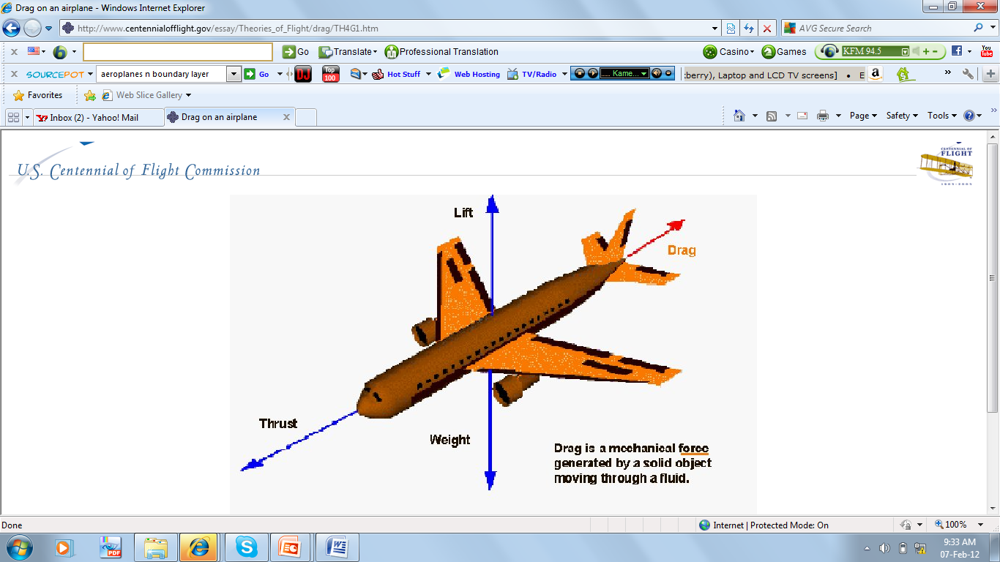 Drag on an airplane - Windows Internet Explorer
http://www.centennialofflight.gov/essay/Theories_of_Flight/drag/TH4G1.htm
AVG Secure Search
Go Translate Professional Translation Casino Games KFM 94.5 You Tube
SOURCEPOT aeroplanes n boundary layer Go DJ Top 100 Hot Stuff Web Hosting TV/Radio ..... Kame... :berry), Laptop and LCD TV screens] • E
Favorites Web Slice Gallery
Inbox (2) - Yahoo! Mail Drag on an airplane Page Safety Tools
U.S. Centennial of Flight Commission
CENTENNIAL OF
FLIGHT
1903-2003
Lift
Drag
Thrust
Weight
Drag is a mechanical force
generated by a solid object
moving through a fluid.
Done Internet | Protected Mode: On 100%
PDF
9:33 AM
07-Feb-12